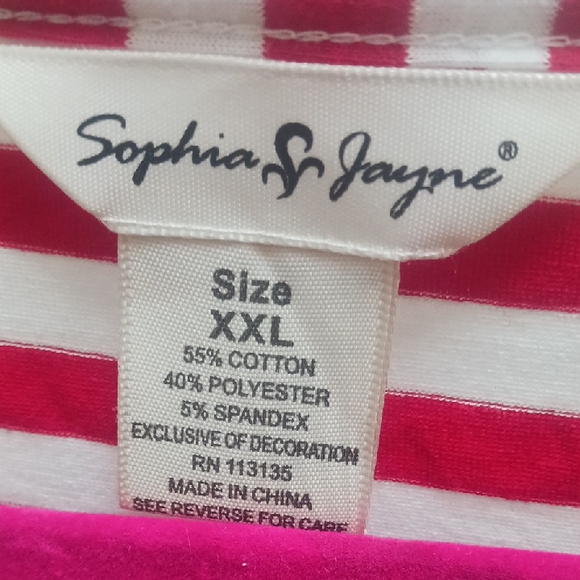 Sophia Jayne®
Size
XXL
55% COTTON
40% POLYESTER
5% SPANDEX
EXCLUSIVE OF DECORATION
RN 113135
MADE IN CHINA
SEE REVERSE FOR CARE